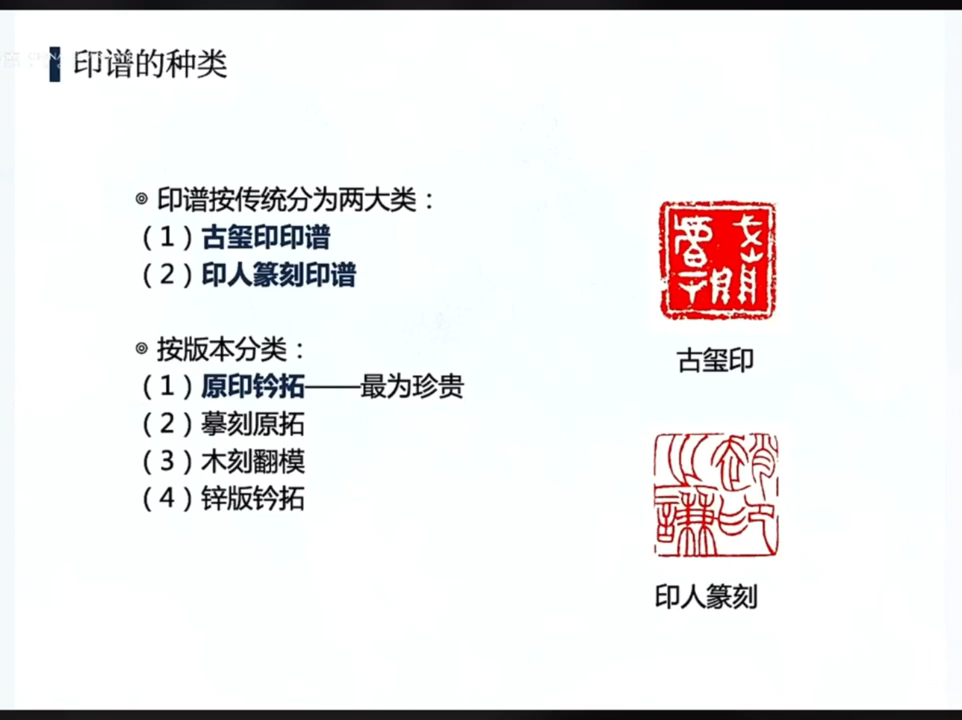 印谱的种类
◎ 印谱按传统分为两大类：
（1）古玺印印谱
（2）印人篆刻印谱
◎ 按版本分类：
（1）原印钤拓——最为珍贵
（2）摹刻原拓
（3）木刻翻模
（4）锌版钤拓
古玺印
印人篆刻